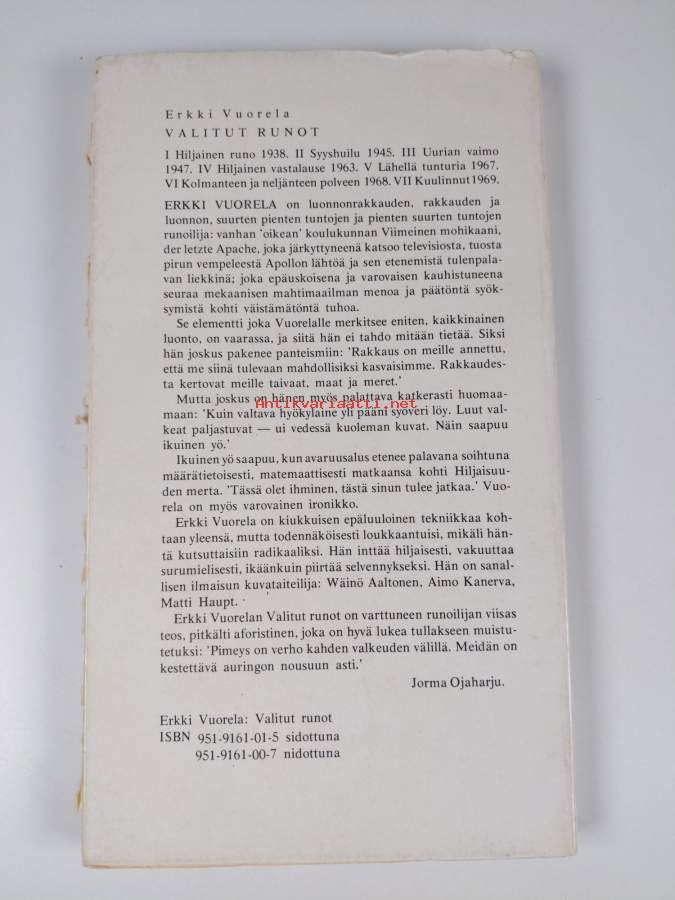 Erkki Vuorela
VALITUT RUNOT
I Hiljainen runo 1938. II Syyshuilu 1945. III Uurian vaimo
1947. IV Hiljainen vastalause 1963. V Lähellä tunturia 1967.
VI Kolmanteen ja neljänteen polveen 1968. VII Kuulinnut 1969.
ERKKI VUORELA on luonnonrakkauden, rakkauden ja
luonnon, suurten pienten tuntojen ja pienten suurten tuntojen
runoilija: vanhan 'oikean' koulukunnan Viimeinen mohikaani,
der letzte Apache, joka järkyttyneenä katsoo televisiosta, tuosta
pirun vempeleestä Apollon lähtöä ja sen etenemistä tulenpala-
van liekkinä; joka epäuskoisena ja varovaisen kauhistuneena
seuraa mekaanisen mahtimaailman menoa ja päätöntä syök-
symistä kohti väistämätöntä tuhoa.
Se elementti joka Vuorelalle merkitsee eniten, kaikkinainen
luonto, on vaarassa, ja siitä hän ei tahdo mitään tietää. Siksi
hän joskus pakenee panteismiin: 'Rakkaus on meille annettu,
että me siinä tulevaan mahdollisiksi kasvaisimme. Rakkaudes-
ta kertovat meille taivaat, maat ja meret.'
Mutta joskus on hänen myös palattava katkerasti huomaa-
maan: 'Kuin valtava hyökylaine yli pääni syöveri löy. Luut val-
keat paljastuvat — ui vedessä kuoleman kuvat. Näin saapuu
ikuinen yö.'
Antikvariaatti.net
Ikuinen yö saapuu, kun avaruusalus etenee palavana soihtuna
määrätietoisesti, matemaattisesti matkaansa kohti Hiljaisuu-
den merta. 'Tässä olet ihminen, tästä sinun tulee jatkaa.' Vuo-
rela on myös varovainen ironikko.
Erkki Vuorela on kiukkuisen epäluuloinen tekniikkaa koh-
taan yleensä, mutta todennäköisesti loukkaantuisi, mikäli hän-
tä kutsuttaisiin radikaaliksi. Hän inttää hiljaisesti, vakuuttaa
surumielisesti, ikäänkuin piirtää selvennykseksi. Hän on sanal-
lisen ilmaisun kuvataiteilija: Wäinö Aaltonen, Aimo Kanerva,
Matti Haupt.
Erkki Vuorelan Valitut runot on varttuneen runoilijan viisas
teos, pitkälti aforistinen, joka on hyvä lukea tullakseen muistu-
tetuksi: 'Pimeys on verho kahden valkeuden välillä. Meidän on
kestettävä auringon nousuun asti.'
Jorma Ojaharju.
Erkki Vuorela: Valitut runot
ISBN 951-9161-01-5 sidottuna
951-9161-00-7 nidottuna